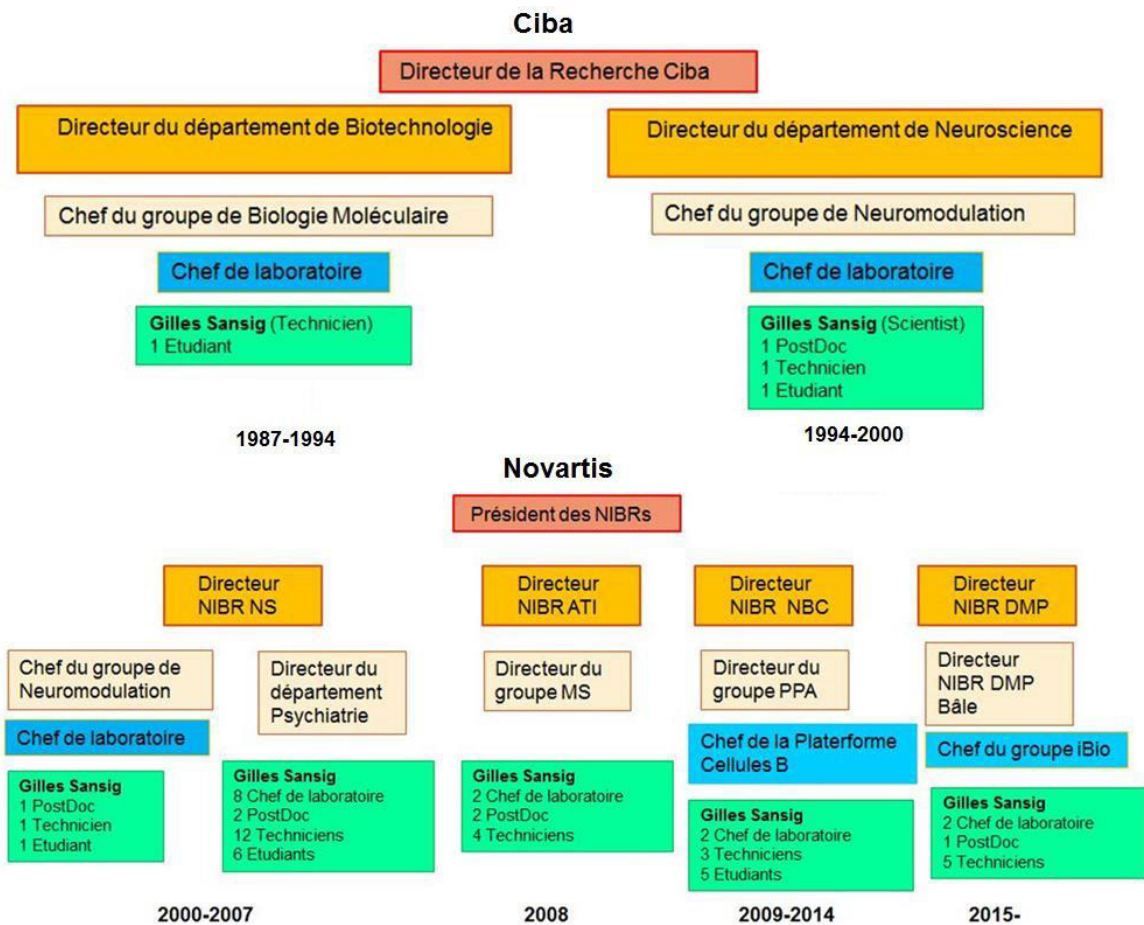 Ciba
Directeur de la Recherche Ciba
Directeur du département de Biotechnologie
Directeur du département de Neuroscience
Chef du groupe de Biologie Moléculaire
Chef du groupe de Neuromodulation
Chef de laboratoire
Chef de laboratoire
Gilles Sansig (Technicien)
1 Etudiant
Gilles Sansig (Scientist)
1 PostDoc
1 Technicien
1 Etudiant
1987-1994
1994-2000
Novartis
Président des NIBRs
Directeur
NIBR NS
Directeur
NIBR ATI
Directeur
NIBR NBC
Directeur
NIBR DMP
Chef du groupe de
Neuromodulation
Directeur du
département
Psychiatrie
Directeur du
groupe MS
Directeur du
groupe PPA
Directeur
NIBR DMP
Bâle
Chef de laboratoire
Chef de la Platerforme
Cellules B
Chef du groupe iBio
Gilles Sansig
1 PostDoc
1 Technicien
1 Etudiant
Gilles Sansig
8 Chef de laboratoire
2 PostDoc
12 Techniciens
6 Etudiants
Gilles Sansig
2 Chef de laboratoire
2 PostDoc
4 Techniciens
Gilles Sansig
2 Chef de laboratoire
3 Techniciens
5 Etudiants
Gilles Sansig
2 Chef de laboratoire
1 PostDoc
5 Techniciens
2000-2007
2008
2009-2014
2015-